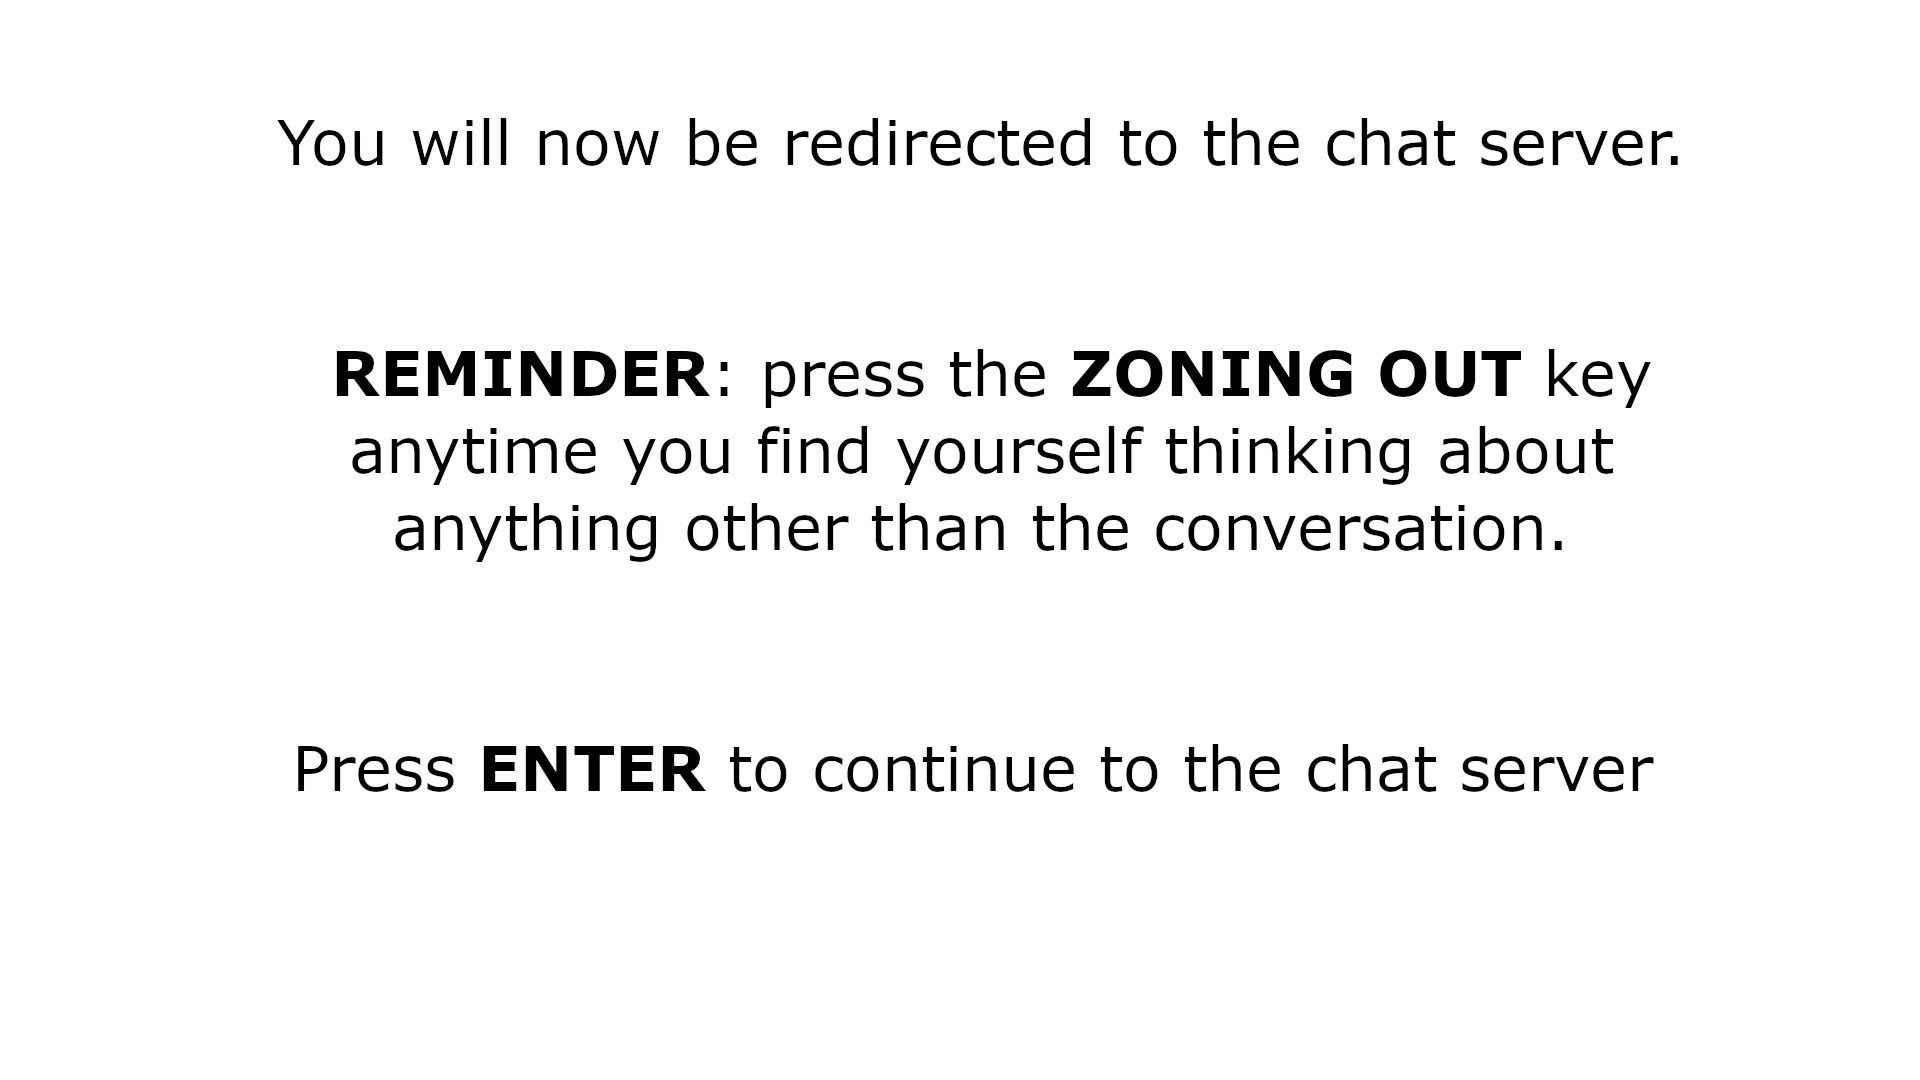 You will now be redirected to the chat server.
REMINDER: press the ZONING OUT key
anytime you find yourself thinking about
anything other than the conversation.
Press ENTER to continue to the chat server